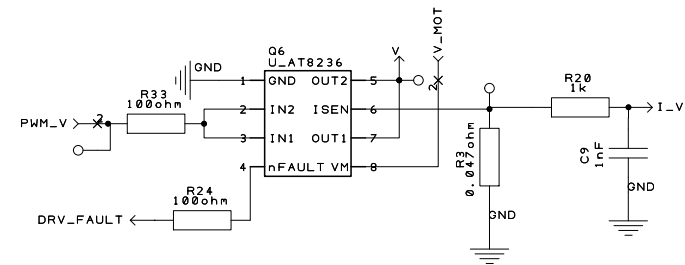 V_MOT
Q6
U_AT8236
GND
V
2
1 GND OUT2 5
R33
100ohm
R20
1k
2 IN2 ISEN 6
I_V
PWM_V
2
3 IN1 OUT1 7
R3
0.047ohm
C9
1nF
4 nFAULT VM 8
R24
100ohm
GND
DRV_FAULT
GND